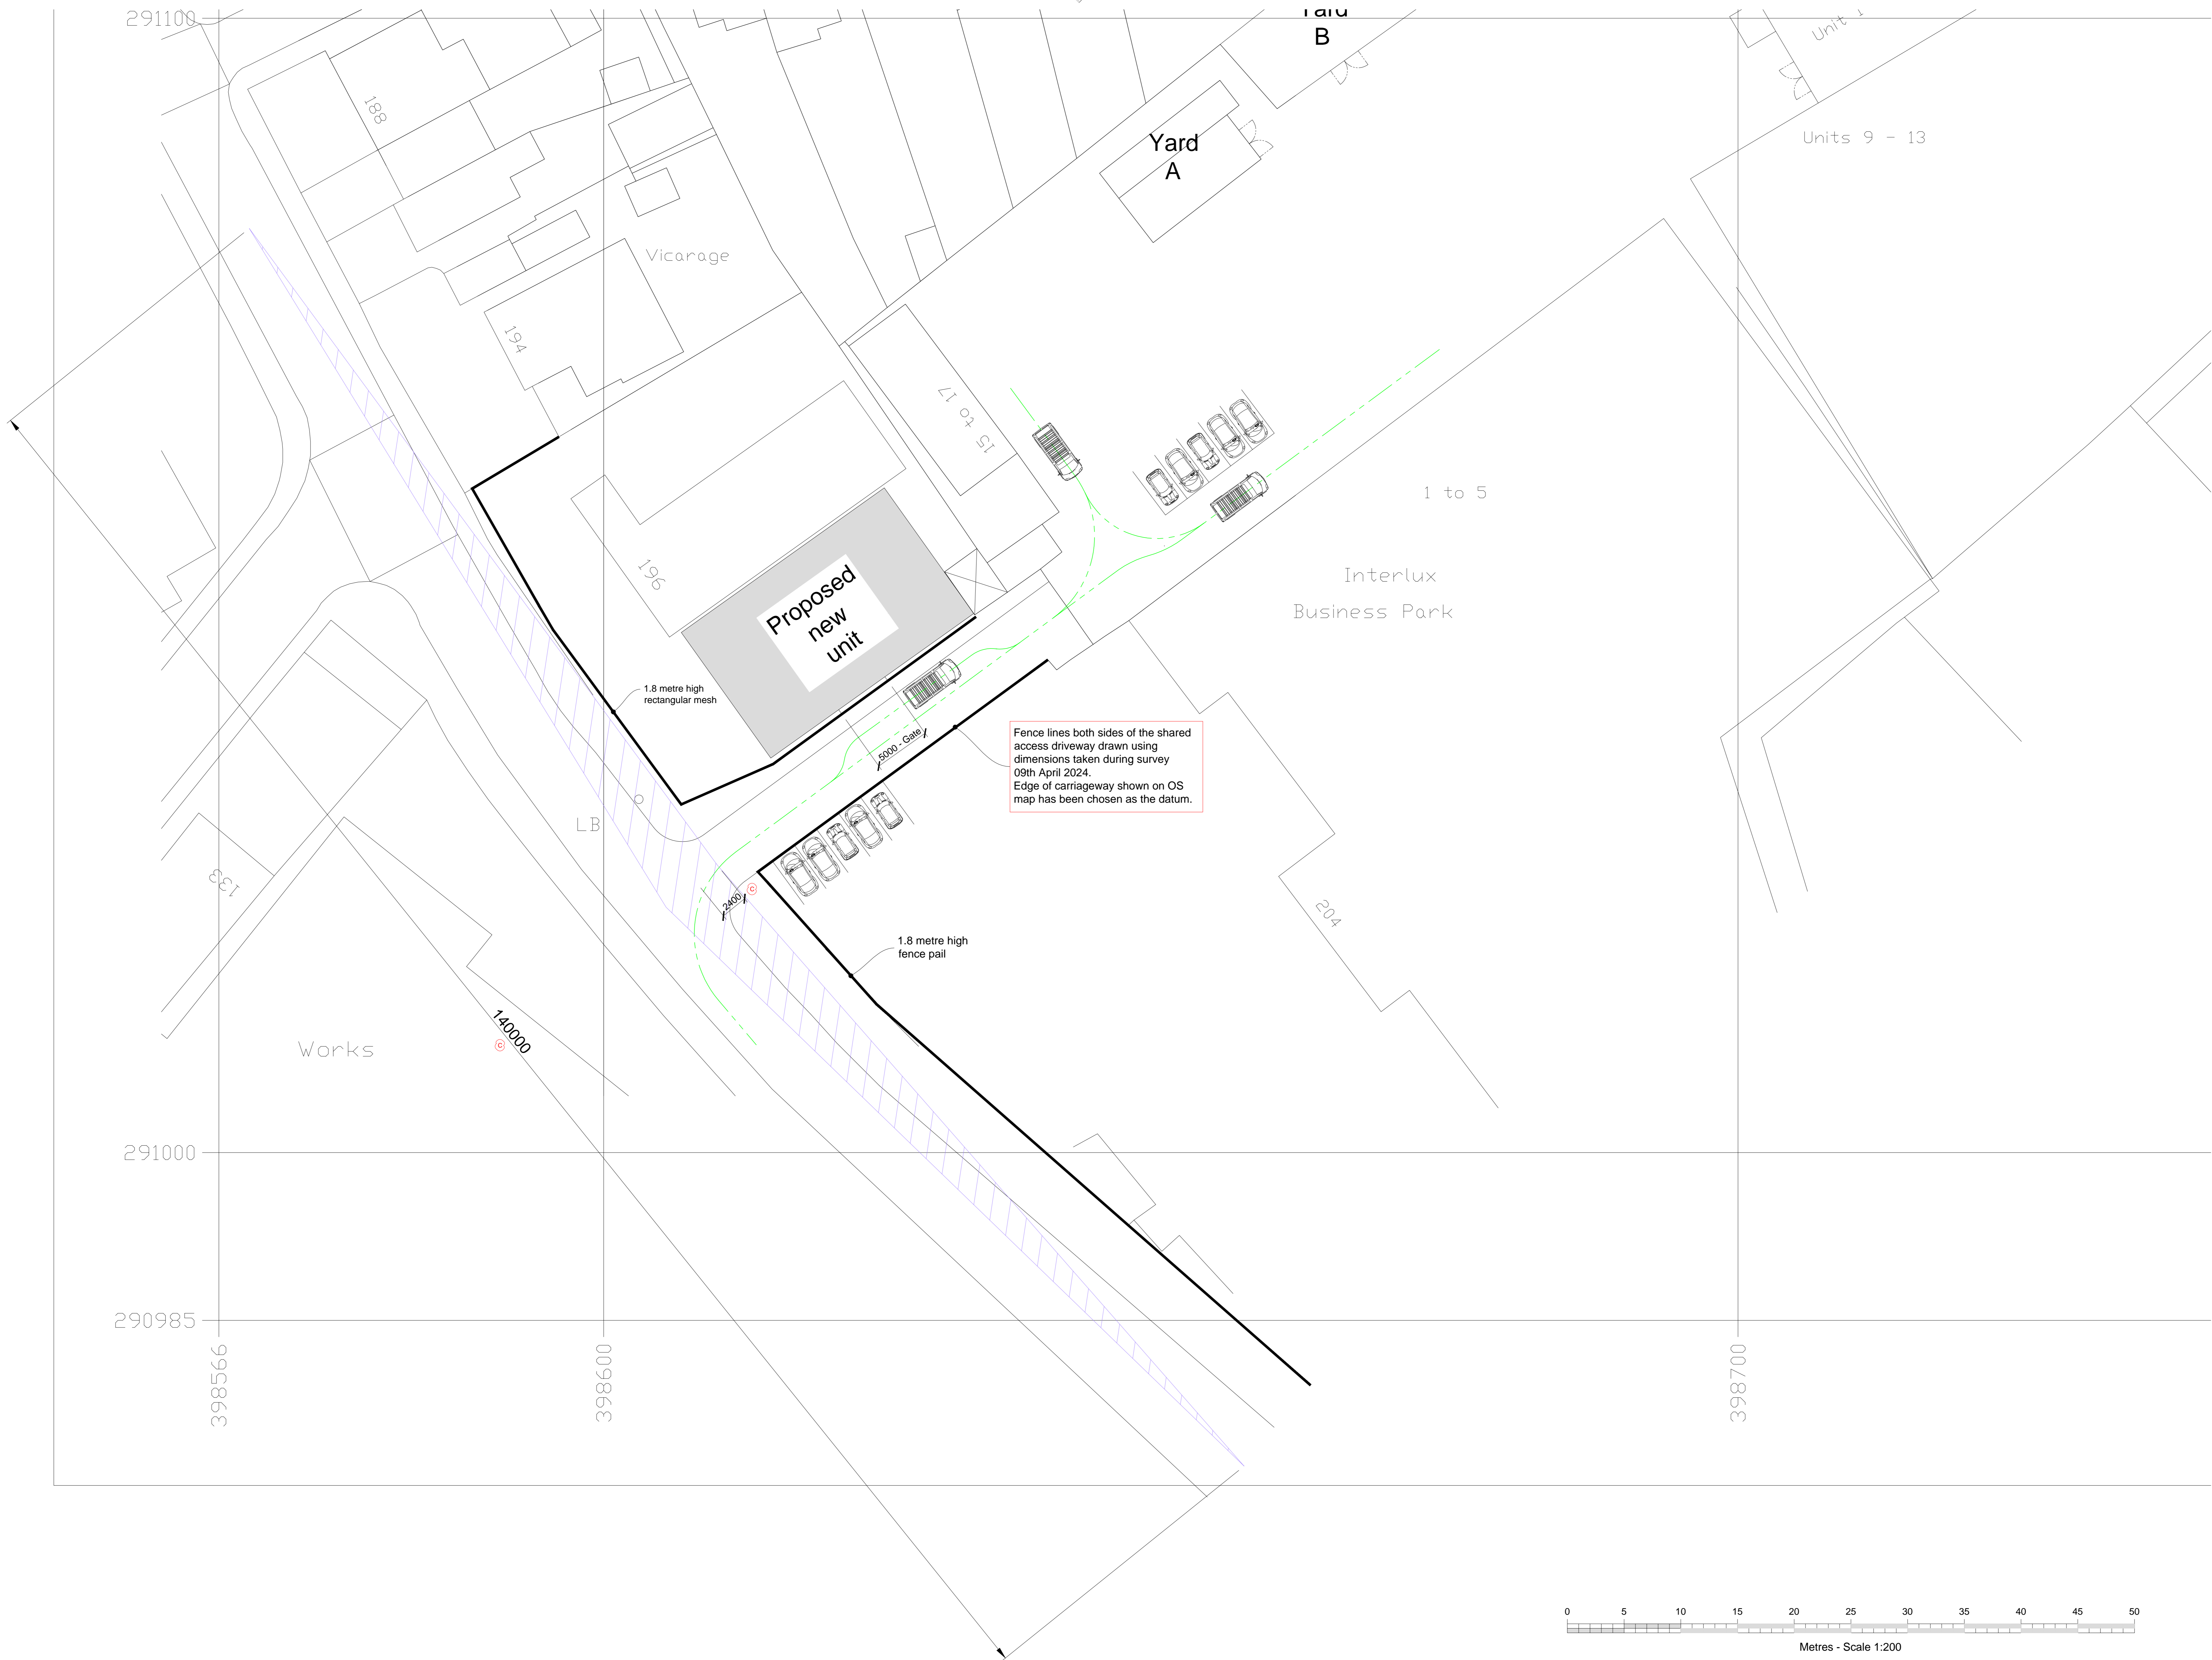 291100
Yard
B
Unit 1
188
Yard
A
Units 9 - 13
Vicarage
194
15 to 17
1 to 5
196
Proposed
new
unit
Interlux
Business Park
1.8 metre high
rectangular mesh
5000 - Gate
Fence lines both sides of the shared
access driveway drawn using
dimensions taken during survey
09th April 2024.
Edge of carriageway shown on OS
map has been chosen as the datum.
LB
133
2400
C
204
1.8 metre high
fence pail
140000
C
Works
291000
290985
398566
398600
398700
0 5 10 15 20 25 30 35 40 45 50
Metres - Scale 1:200